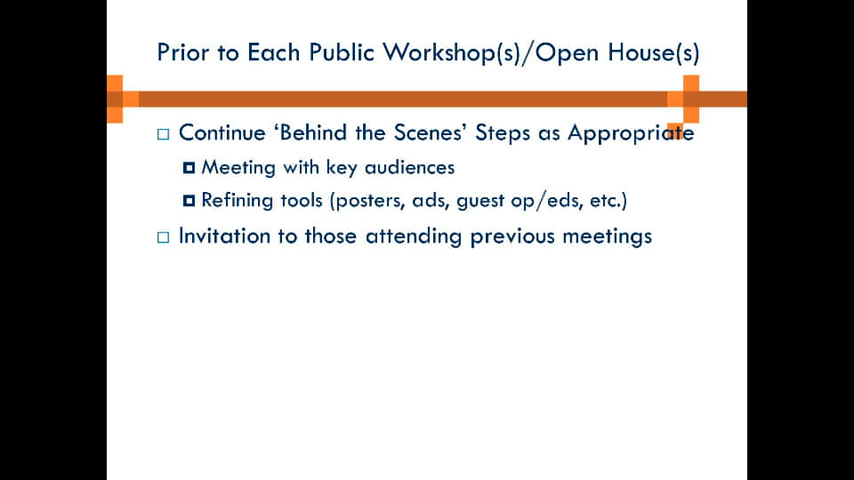 Prior to Each Public Workshop(s)/Open House(s)
Continue ‘Behind the Scenes’ Steps as Appropriate
Meeting with key audiences
Refining tools (posters, ads, guest op/eds, etc.)
Invitation to those attending previous meetings